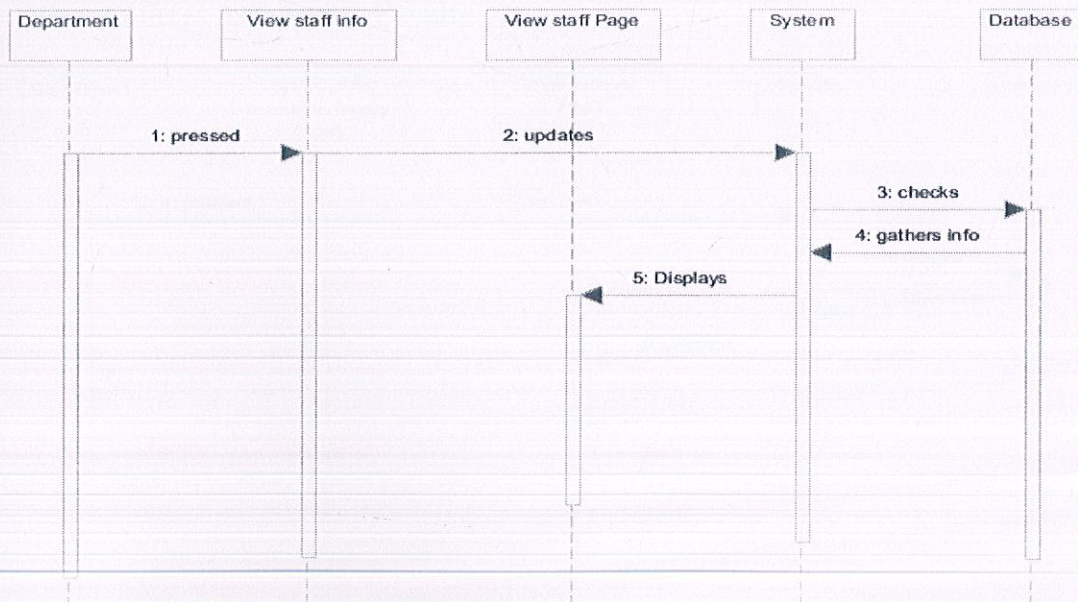 Department
View staff info
View staff Page
System
Database
1: pressed
2: updates
3: checks
4: gathers info
5: Displays